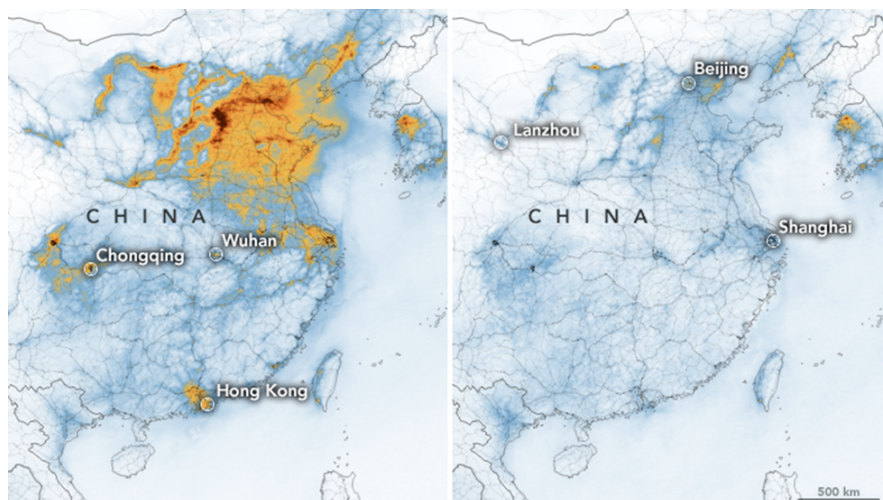 CHINA
Wuhan
Chongqing
Hong Kong
Beijing
Lanzhou
CHINA
Shanghai
500 km